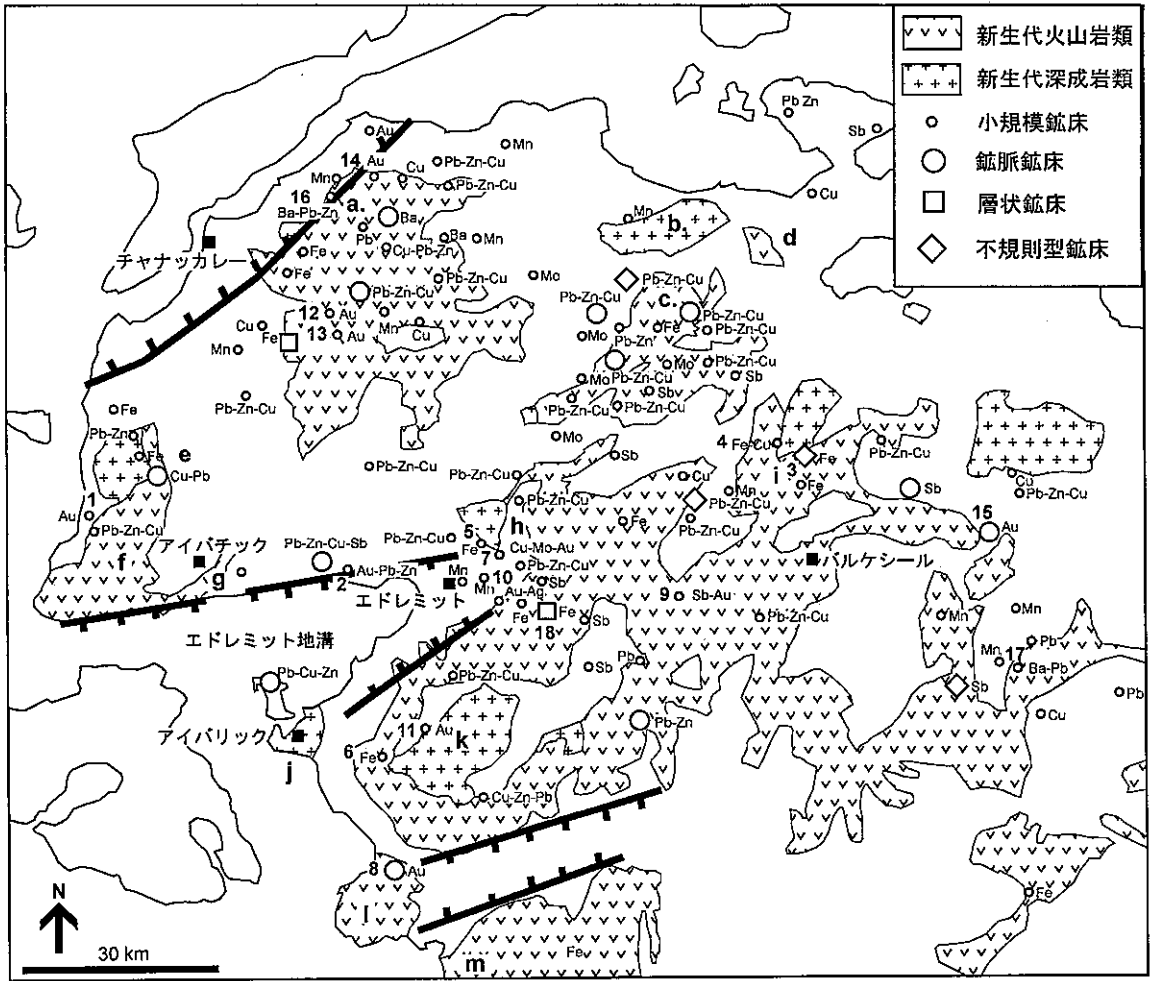 新生代火山岩類
新生代深成岩類
小規模鉱床
鉱脈鉱床
層状鉱床
不規則型鉱床
Pb Zn
Sb
Au
Mn
14 Au
Pb-Zn-Cu
Mn
Cu
Pb-Zn-Cu
16
a.
Ba-Pb-Zn
Ba
Pb
Cu
Mn
b.
d
チャナッカレー
Fe
Cu-Pb-Zn
Ba
Mn
Fe
Pb-Zn-Cu
Mo
Pb-Zn-Cu
Pb-Zn-Cu
Pb-Zn-Cu
c.
12
Au
Mn
Cu
Pb-Zn-Cu
Cu
Fe
13
Au
Mo
Pb-Zn
Fe
Pb-Zn-Cu
Mn
Pb-Zn-Cu
Mo
Pb-Zn-Cu
Mo
Sb
Pb-Zn-Cu
Sb
Fe
Pb-Zn-Cu
Pb-Zn-Cu
Pb-Zn
Mo
4
Fe-Cu
Pb-Zn-Cu
e
Fe
Sb
3
Fe
Cu-Pb
Pb-Zn-Cu
Pb-Zn-Cu
i
Cu
Cu
Mn
Fe
Sb
Pb-Zn-Cu
1
Au
Pb-Zn-Cu
Pb-Zn-Cu
Pb-Zn-Cu
h
Fe
Pb-Zn-Cu
15
Au
f
アイバチック
Pb-Zn-Cu-Sb
Pb-Zn-Cu
5
Fe
7
Cu-Mo-Au
バルケシール
g
2
Au-Pb-Zn
Mn
Mn
Pb-Zn-Cu
エドレミット
10
Sb
Au-Ag
9
Sb-Au
Fe
Fe
18
Sb
Pb-Zn-Cu
Mn
Mn
エドレミット地溝
Pb
Mn
17
Pb-Cu-Zn
Pb-Zn-Cu
Sb
Pb
Ba-Pb
Sb
Pb
アイバリック
11
Au
k
Pb-Zn
Cu
j
6
Fe
Cu-Zn-Pb
8
Au
l
Fe
N
30 km
m
Fe